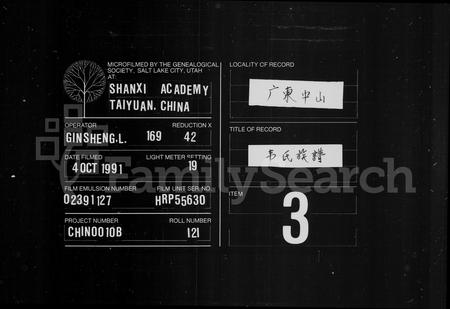 MICROFILMED BY THE GENEALOGICAL
SOCIETY, SALT LAKE CITY, UTAH
AT:
SHANXI ACADEMY
TAIYUAN. CHINA
OPERATOR
REDUCTION X
GINSHENG.L. 169 42
DATE FILMED
LIGHT METER SETTING
4 OCT 1991 19
FILM EMULSION NUMBER
FILM UNIT SER NO.
02391127 HRP55630
PROJECT NUMBER
ROLL NUMBER
CHINO010B 121
LOCALITY OF RECORD
广東中山
TITLE OF RECORD
韦氏族譜
ITEM
3
FamilySearch